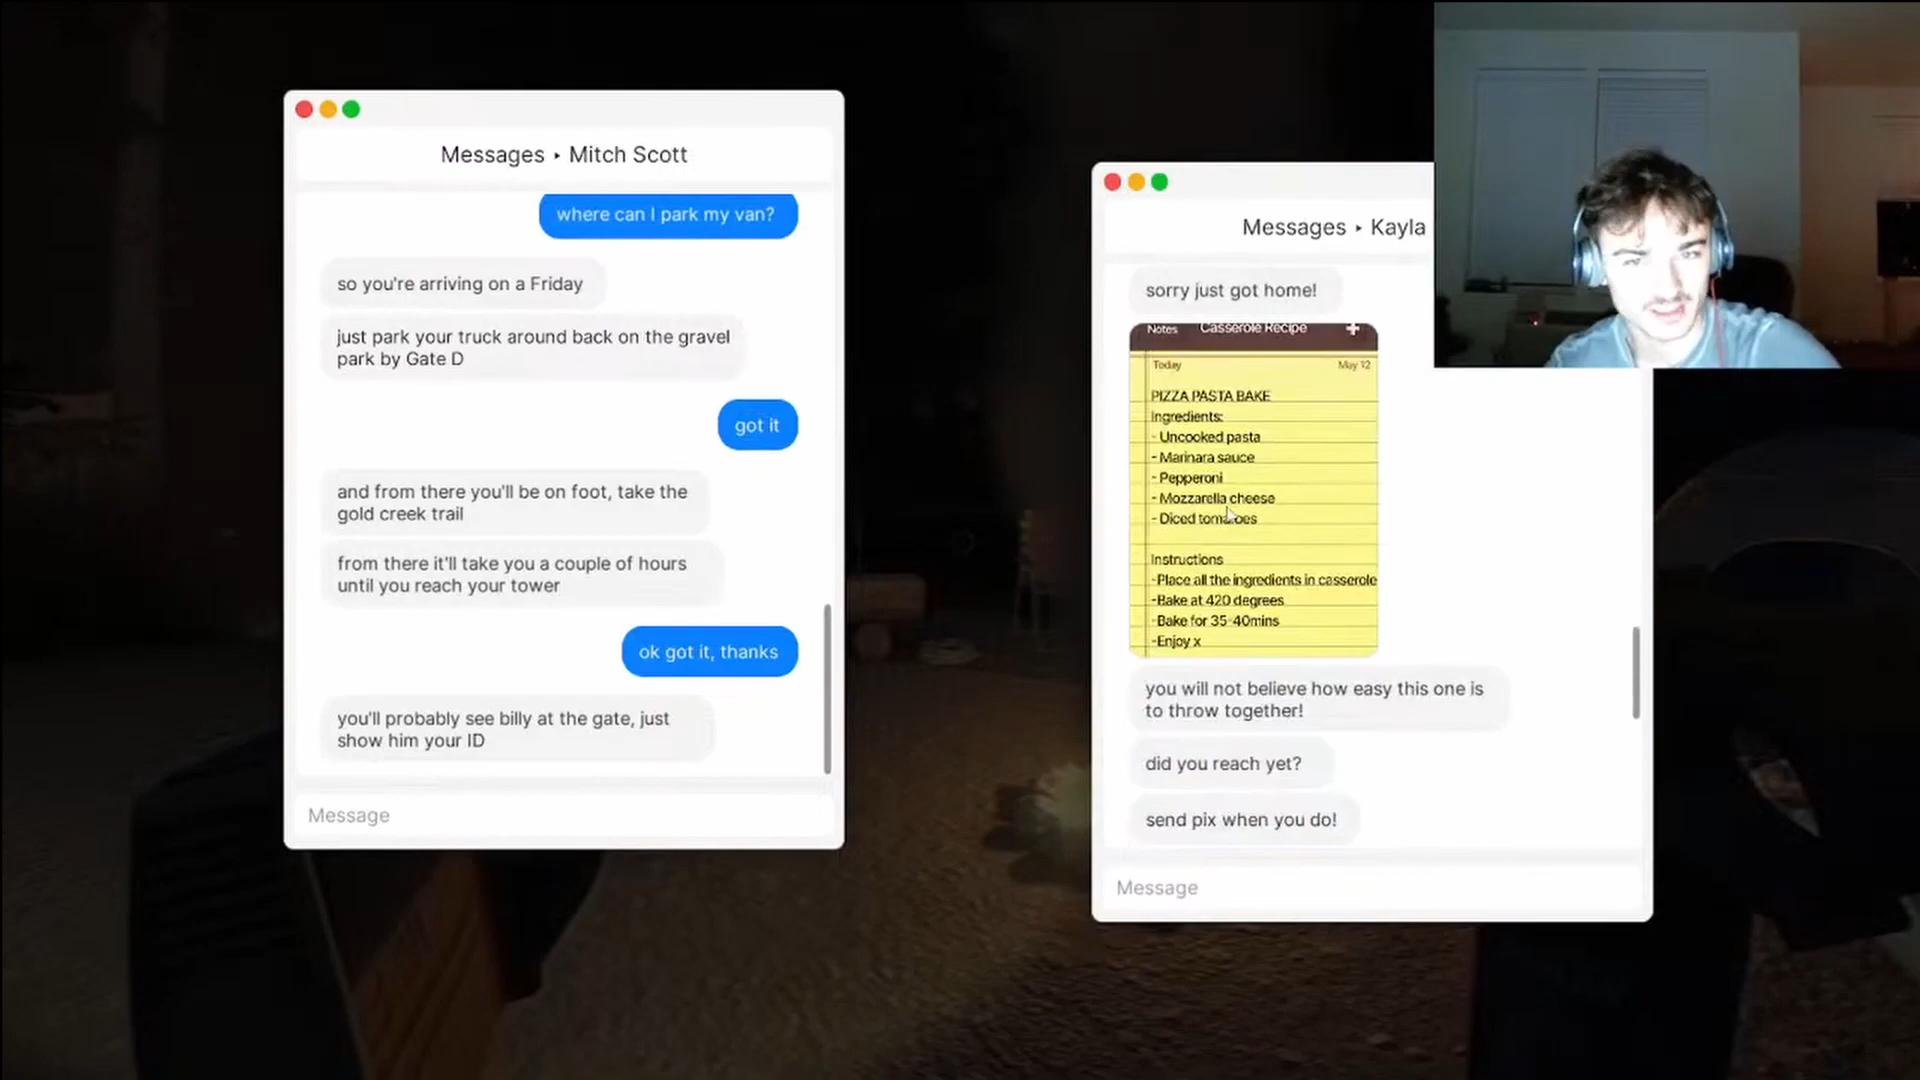 Messages ▸ Mitch Scott
where can I park my van?
so you're arriving on a Friday
just park your truck around back on the gravel
park by Gate D
got it
and from there you'll be on foot, take the
gold creek trail
from there it'll take you a couple of hours
until you reach your tower
ok got it, thanks
you'll probably see billy at the gate, just
show him your ID
Message
Messages ▸ Kayla
sorry just got home!
Notes Casserole Recipe +
Today May 12
PIZZA PASTA BAKE
Ingredients:
- Uncooked pasta
- Marinara sauce
- Pepperoni
- Mozzarella cheese
- Diced tomatoes
Instructions
-Place all the ingredients in casserole
-Bake at 420 degrees
-Bake for 35-40mins
-Enjoy x
you will not believe how easy this one is
to throw together!
did you reach yet?
send pix when you do!
Message